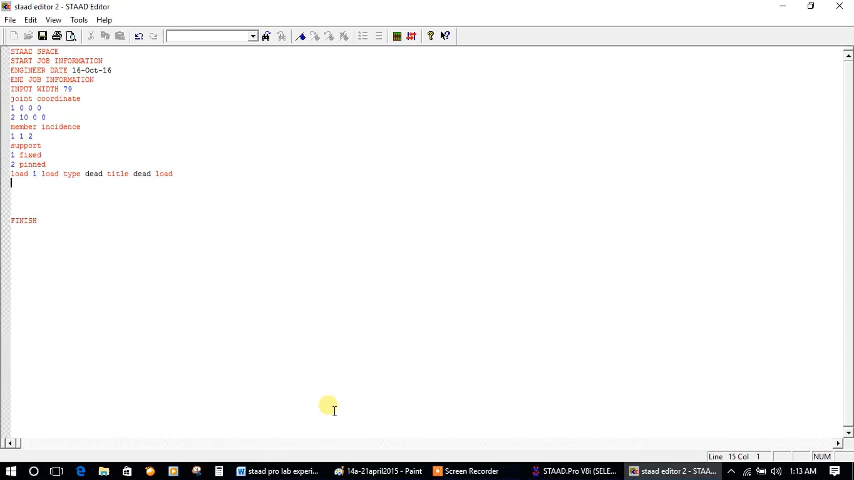 staad editor 2 - STAAD Editor
File Edit View Tools Help
STAAD SPACE
START JOB INFORMATION
ENGINEER DATE 16-Oct-16
END JOB INFORMATION
INPUT WIDTH 79
joint coordinate
1 0 0 0
2 10 0 0
member incidence
1 1 2
support
1 fixed
2 pinned
load 1 load type dead title dead load
FINISH
Line 15 Col 1 NUM
staad pro lab experi... 14a-21april2015 - Paint Screen Recorder STAAD.Pro V8i (SELE... staad editor 2 - STAA... 1:13 AM